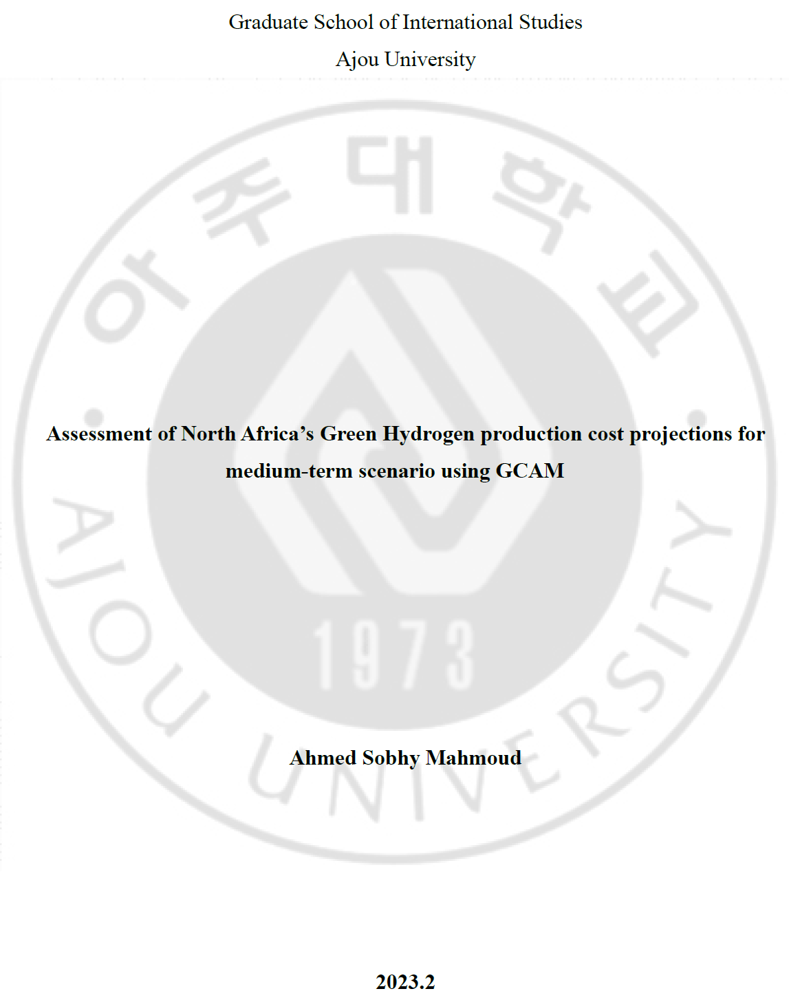 Graduate School of International Studies
Ajou University
아주대학교
Assessment of North Africa’s Green Hydrogen production cost projections for
medium-term scenario using GCAM
1973
AJOU UNIVERSITY
Ahmed Sobhy Mahmoud
2023.2